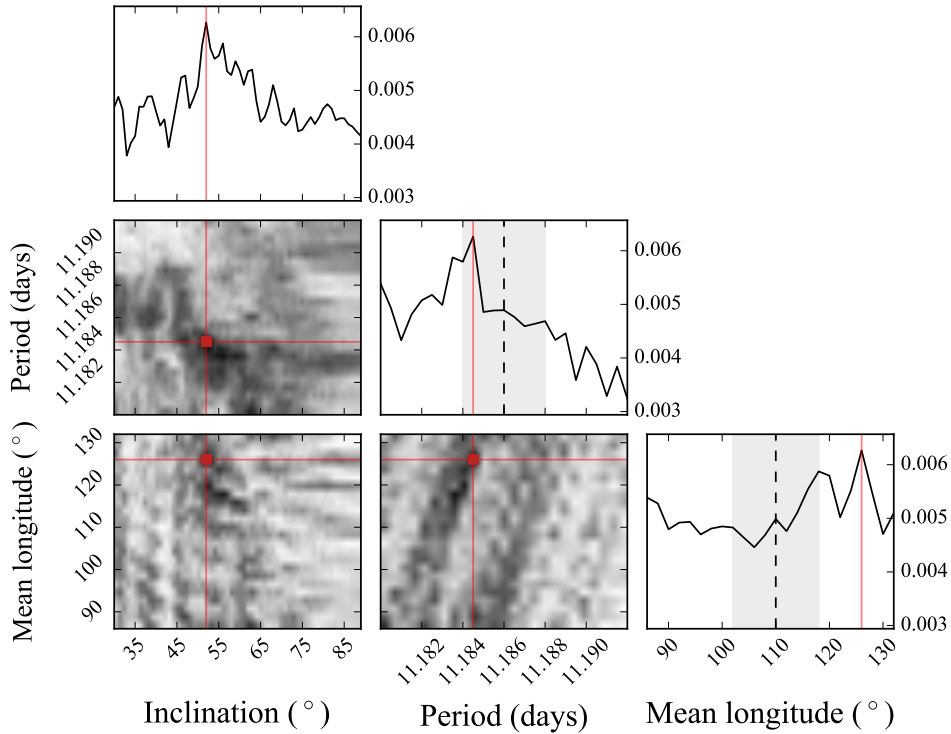 0.006
0.005
0.004
0.003
Period (days)
11.190
11.188
11.186
11.184
11.182
0.006
0.005
0.004
0.003
Mean longitude (°)
130
120
110
100
90
0.006
0.005
0.004
0.003
35 45 55 65 75 85
11.182 11.184 11.186 11.188 11.190
90 100 110 120 130
Inclination (°)
Period (days)
Mean longitude (°)